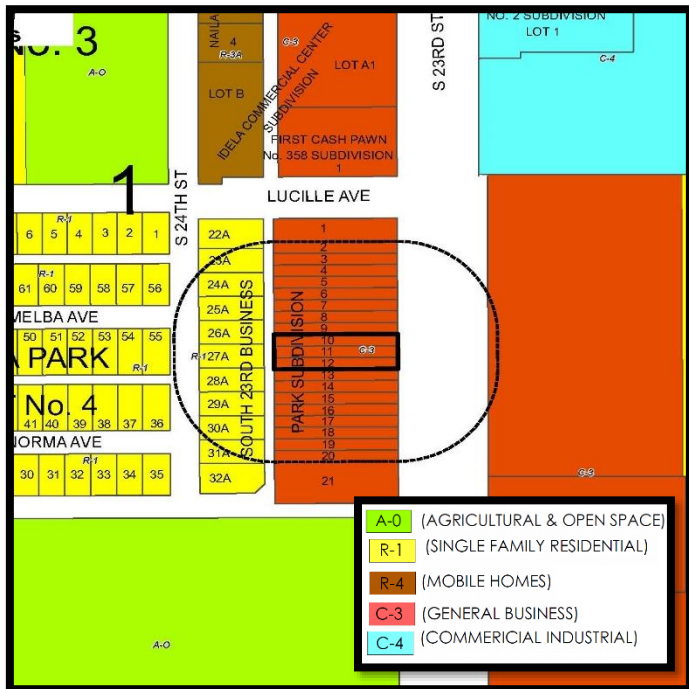 No. 3
A-O
NAILA
4
R-3A
LOT B
IDELA COMMERCIAL CENTER
SUBDIVISION
C-3
LOT A1
FIRST CASH PAWN
No. 358 SUBDIVISION
1
S 23RD ST
NO. 2 SUBDIVISION
LOT 1
C-4
1
S 24TH ST
LUCILLE AVE
R-1
6 5 4 3 2 1
R-1
61 60 59 58 57 56
MELBA AVE
50 51 52 53 54 55
PARK
R-1
No. 4
41 40 39 38 37 36
NORMA AVE
R-1
30 31 32 33 34 35
22A
23A
24A
25A
26A
R-1
27A
28A
29A
30A
31A
32A
SOUTH 23RD BUSINESS
PARK SUBDIVISION
1
2
3
4
5
6
7
8
9
10
11
C-3
12
13
14
15
16
17
18
19
20
21
C-3
A-O
A-0 (AGRICULTURAL & OPEN SPACE)
R-1 (SINGLE FAMILY RESIDENTIAL)
R-4 (MOBILE HOMES)
C-3 (GENERAL BUSINESS)
C-4 (COMMERICIAL INDUSTRIAL)